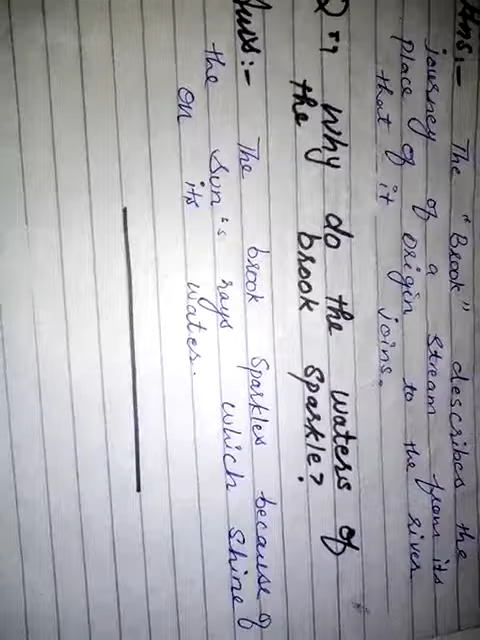 Ans:- The "Brook" describes the
journey of a stream from its
place of origin to the river
that it joins.
Q 17 Why do the waters of
the brook sparkle?
Ans:- The brook Sparkles because of
the Sun's rays which shine
on its water.